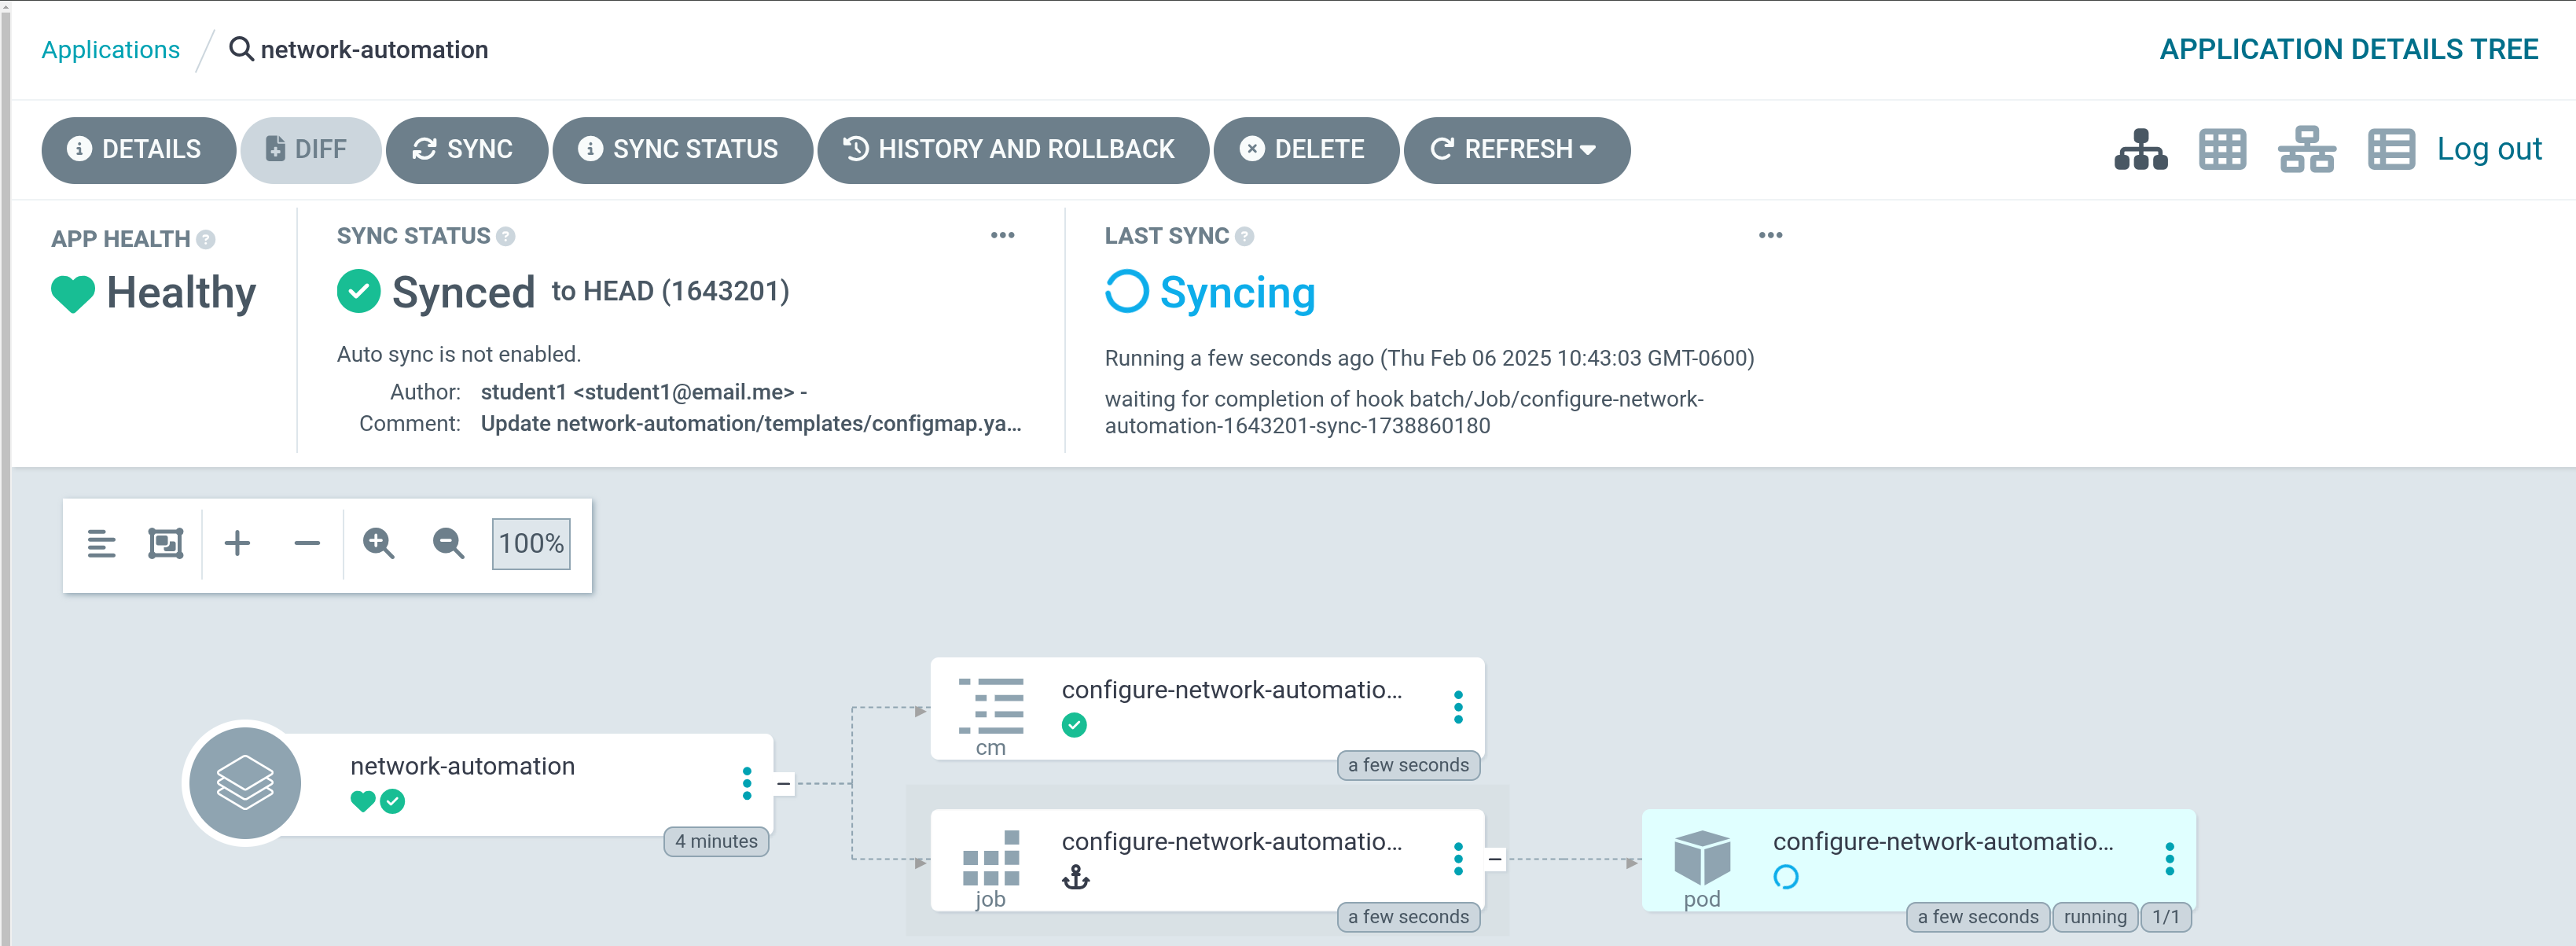 Applications / network-automation
APPLICATION DETAILS TREE
DETAILS
DIFF
SYNC
SYNC STATUS
HISTORY AND ROLLBACK
DELETE
REFRESH
Log out
APP HEALTH
Healthy
SYNC STATUS
Synced to HEAD (1643201)
Auto sync is not enabled.
Author: student1 <student1@email.me> -
Comment: Update network-automation/templates/configmap.ya...
LAST SYNC
Syncing
Running a few seconds ago (Thu Feb 06 2025 10:43:03 GMT-0600)
waiting for completion of hook batch/Job/configure-network-
automation-1643201-sync-1738860180
100%
network-automation
4 minutes
configure-network-automatio...
cm
a few seconds
configure-network-automatio...
job
a few seconds
configure-network-automatio...
pod
a few seconds
running
1/1